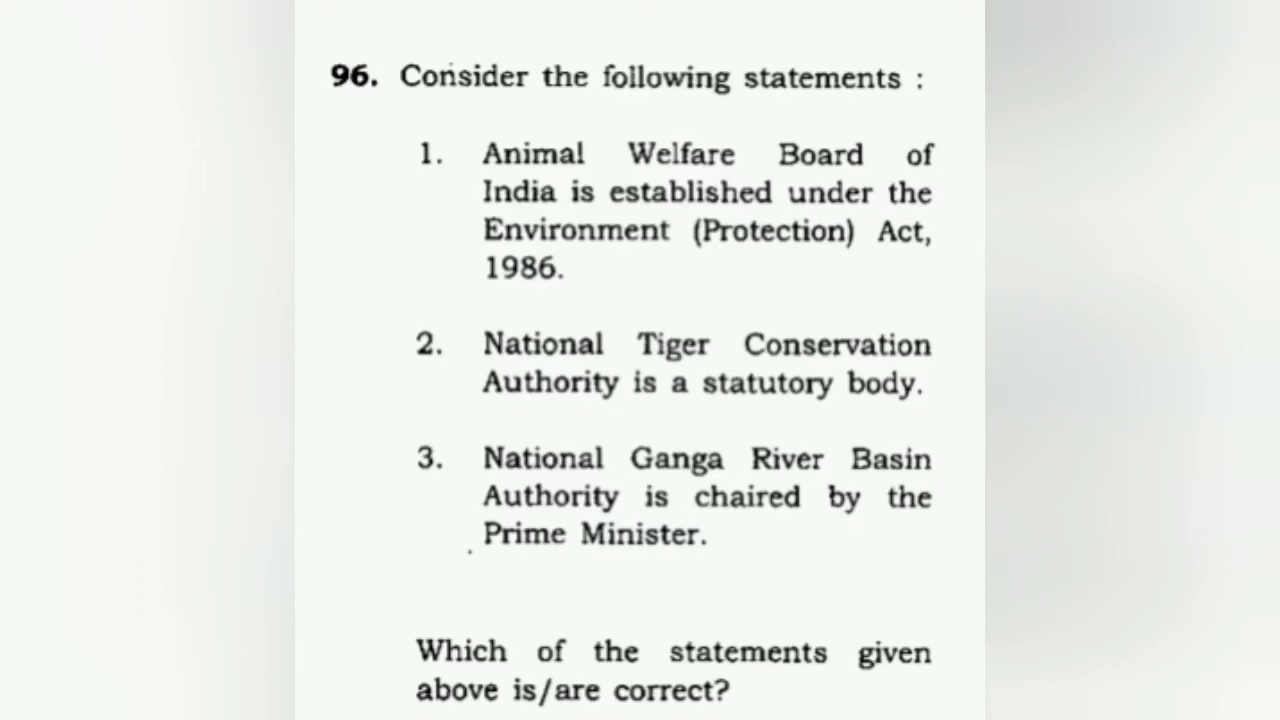 96. Consider the following statements :
1. Animal Welfare Board of
India is established under the
Environment (Protection) Act,
1986.
2. National Tiger Conservation
Authority is a statutory body.
3. National Ganga River Basin
Authority is chaired by the
Prime Minister.
Which of the statements given
above is/are correct?